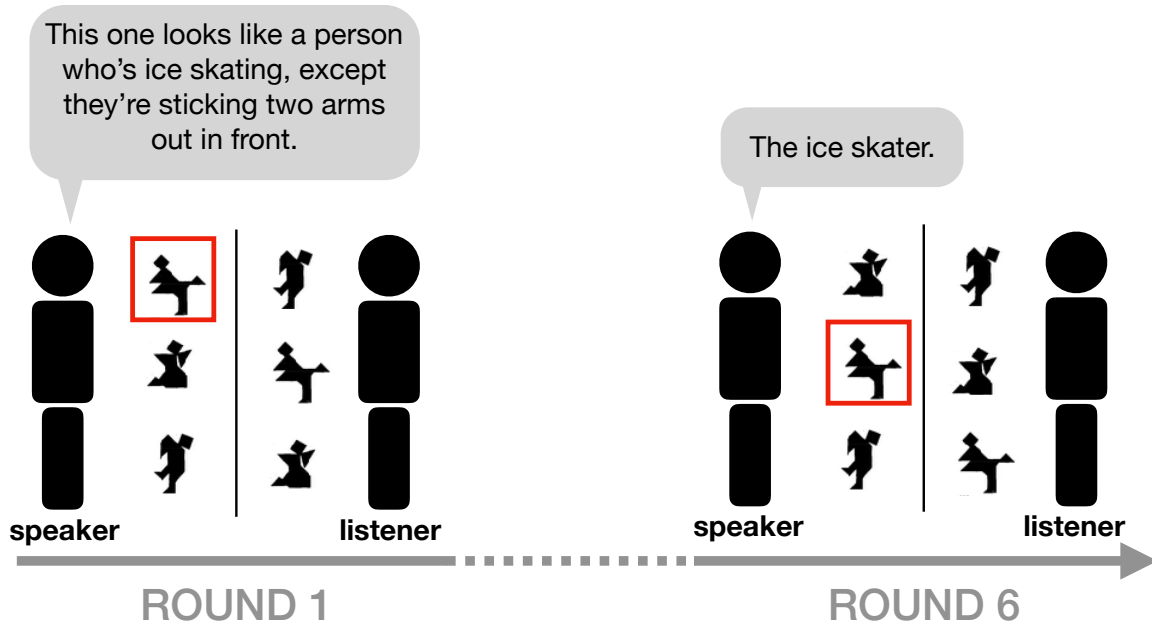 This one looks like a person
who's ice skating, except
they're sticking two arms
out in front.
The ice skater.
speaker
listener
speaker
listener
ROUND 1
ROUND 6